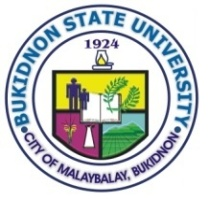 BUKIDNON STATE UNIVERSITY
1924
CITY OF MALAYBALAY, BUKIDNON